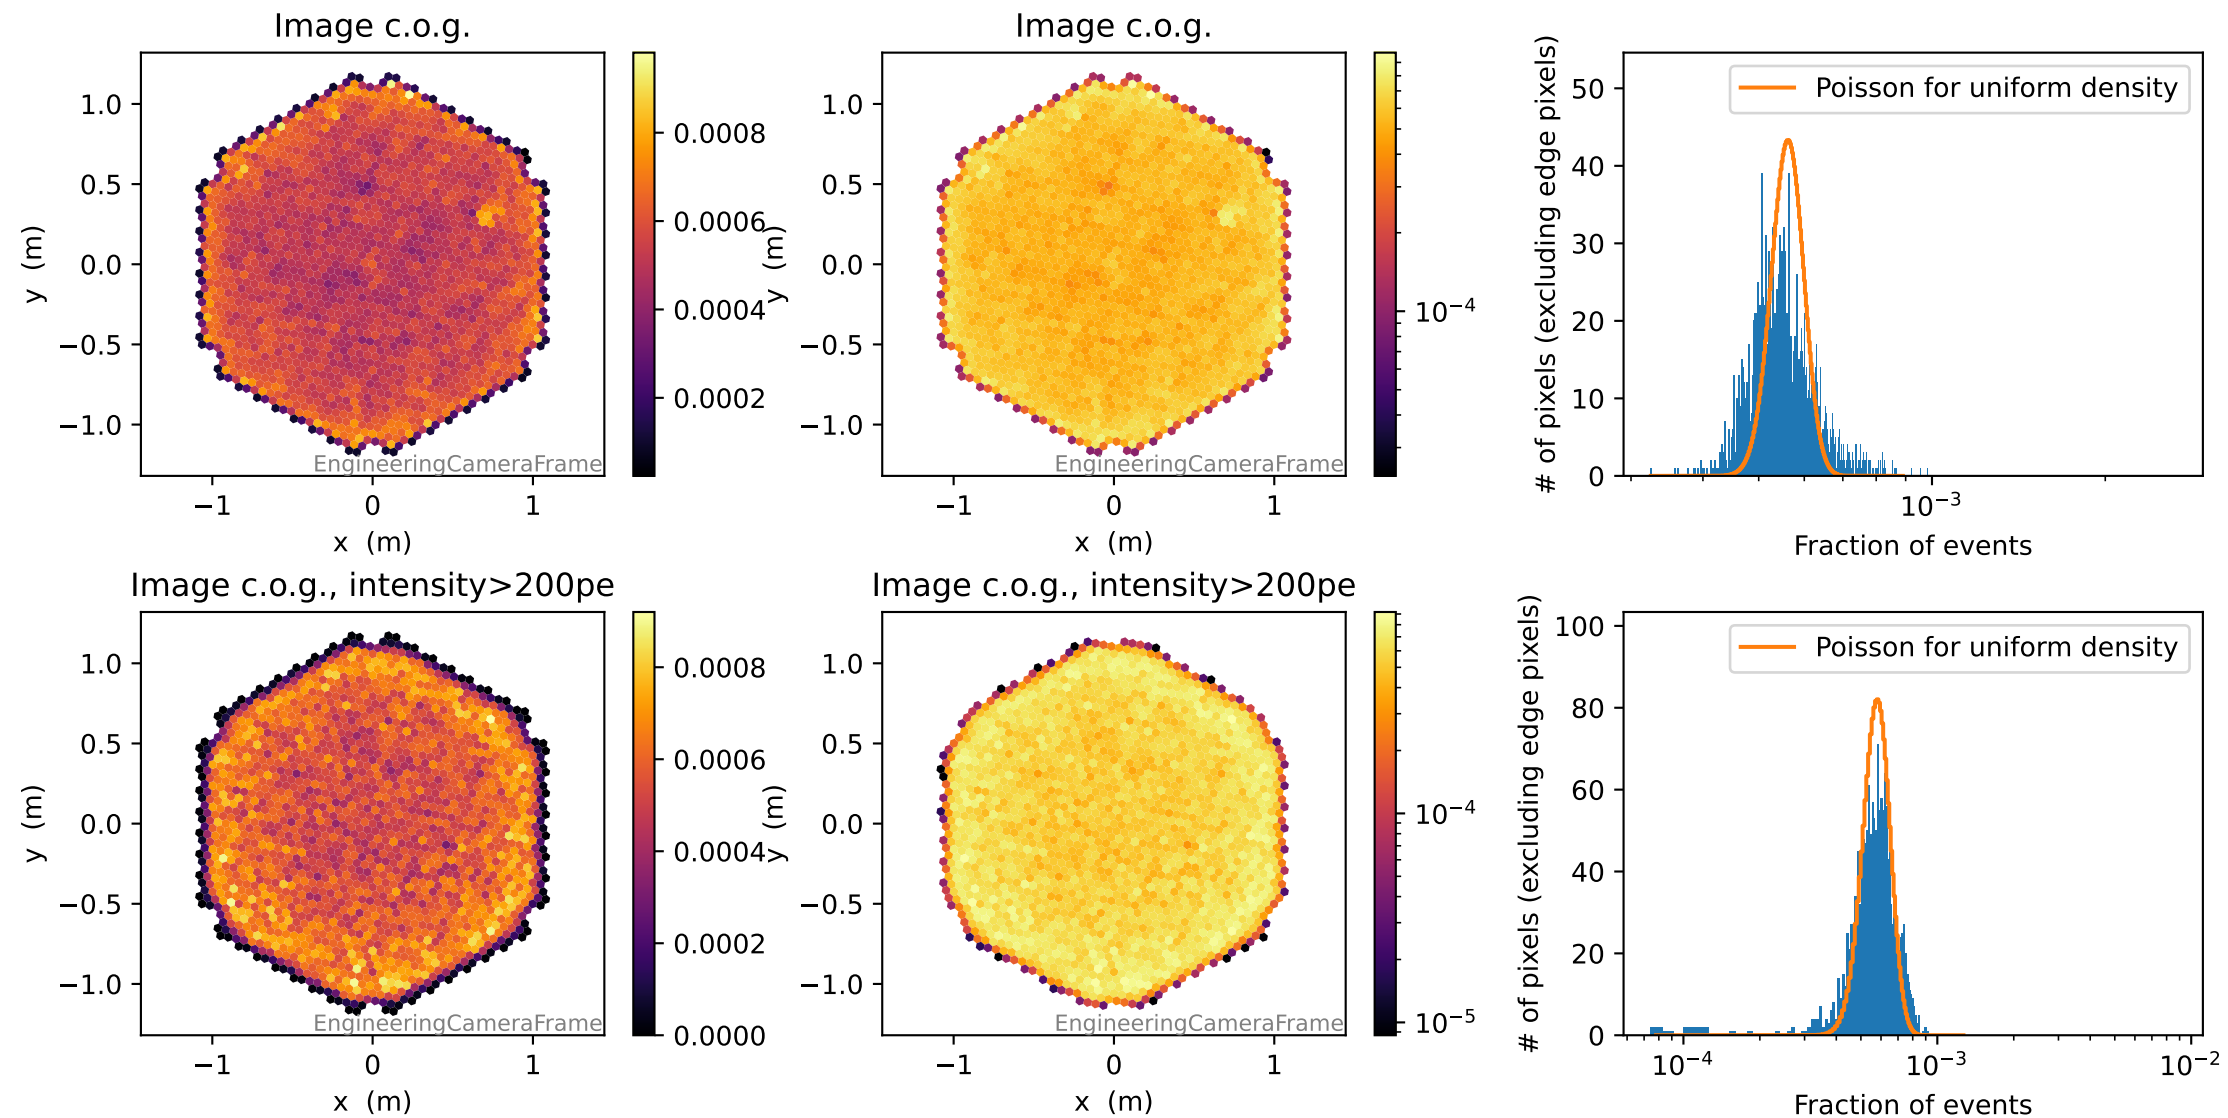 Image c.o.g.
y (m)
1.0
0.5
0.0
−0.5
−1.0
−1
0
1
x (m)
EngineeringCameraFrame
0.0008
0.0006
0.0004
0.0002
Image c.o.g.
y (m)
1.0
0.5
0.0
−0.5
−1.0
−1
0
1
x (m)
EngineeringCameraFrame
10⁻⁴
# of pixels (excluding edge pixels)
50
40
30
20
10
0
Poisson for uniform density
10⁻³
Fraction of events
Image c.o.g., intensity>200pe
y (m)
1.0
0.5
0.0
−0.5
−1.0
−1
0
1
x (m)
EngineeringCameraFrame
0.0008
0.0006
0.0004
0.0002
0.0000
Image c.o.g., intensity>200pe
y (m)
1.0
0.5
0.0
−0.5
−1.0
−1
0
1
x (m)
EngineeringCameraFrame
10⁻⁴
10⁻⁵
# of pixels (excluding edge pixels)
100
80
60
40
20
0
Poisson for uniform density
10⁻⁴
10⁻³
10⁻²
Fraction of events